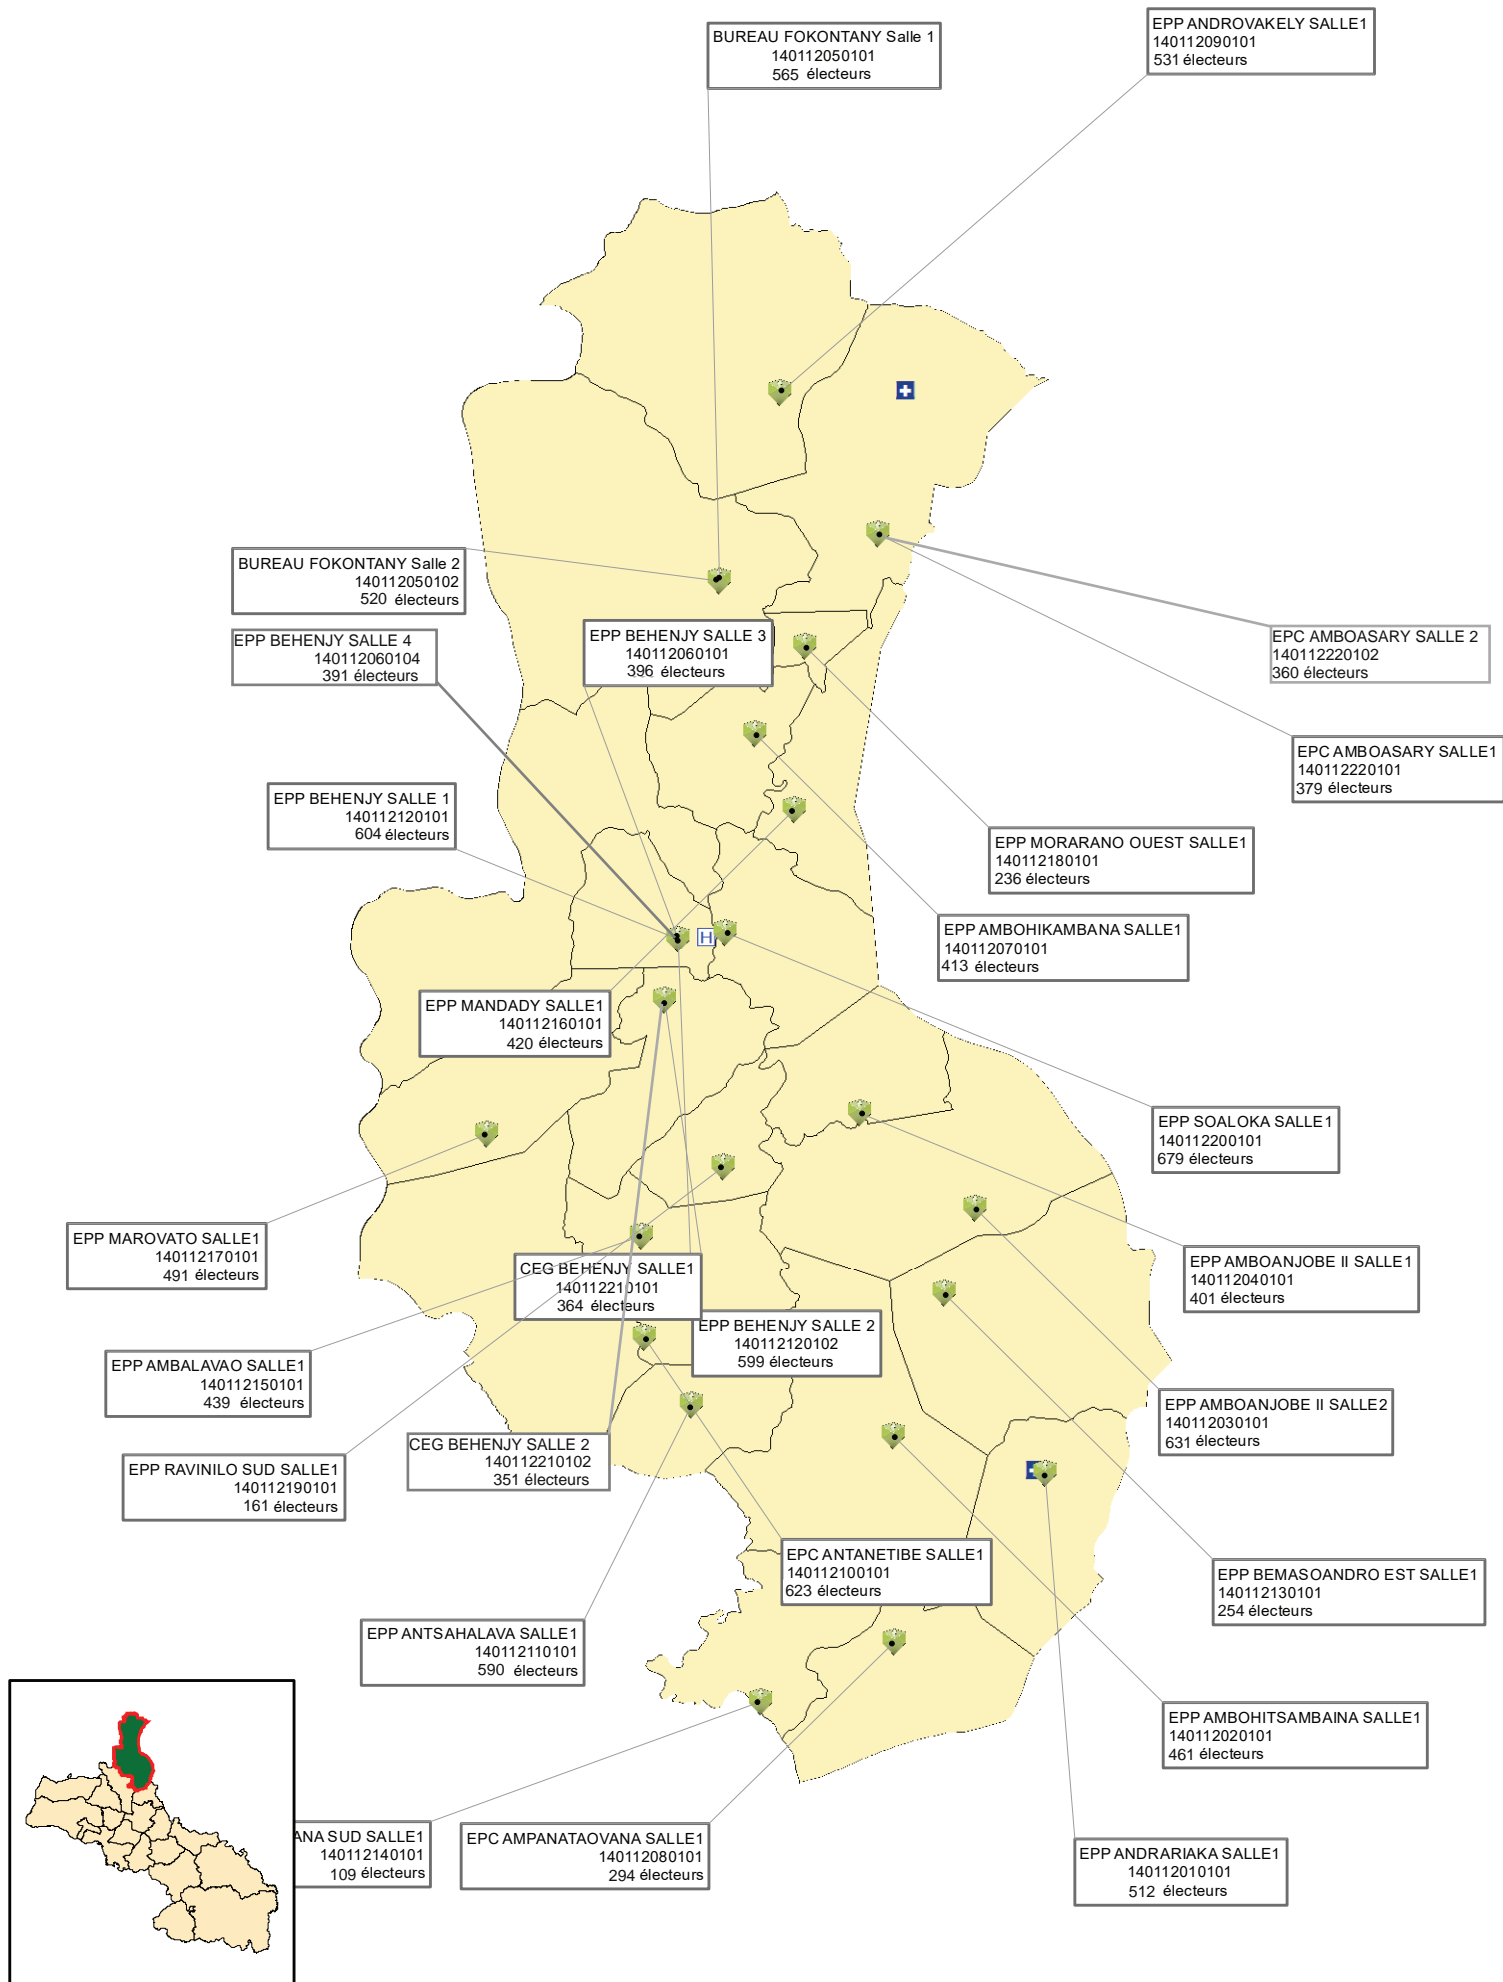 BUREAU FOKONTANY Salle 1
140112050101
565 électeurs
EPP ANDROVAKELY SALLE1
140112090101
531 électeurs
BUREAU FOKONTANY Salle 2
140112050102
520 électeurs
EPP BEHENJY SALLE 4
140112060104
391 électeurs
EPP BEHENJY SALLE 3
140112060101
396 électeurs
EPC AMBOASARY SALLE 2
140112220102
360 électeurs
EPC AMBOASARY SALLE1
140112220101
379 électeurs
EPP BEHENJY SALLE 1
140112120101
604 électeurs
EPP MORARANO OUEST SALLE1
140112180101
236 électeurs
EPP AMBOHIKAMBANA SALLE1
140112070101
413 électeurs
H
EPP MANDADY SALLE1
140112160101
420 électeurs
EPP SOALOKA SALLE1
140112200101
679 électeurs
EPP MAROVATO SALLE1
140112170101
491 électeurs
CEG BEHENJY SALLE1
140112210101
364 électeurs
EPP AMBOANJOBE II SALLE1
140112040101
401 électeurs
EPP BEHENJY SALLE 2
140112120102
599 électeurs
EPP AMBALAVAO SALLE1
140112150101
439 électeurs
EPP AMBOANJOBE II SALLE2
140112030101
631 électeurs
CEG BEHENJY SALLE 2
140112210102
351 électeurs
EPP RAVINILO SUD SALLE1
140112190101
161 électeurs
EPC ANTANETIBE SALLE1
140112100101
623 électeurs
EPP BEMASOANDRO EST SALLE1
140112130101
254 électeurs
EPP ANTSAHALAVA SALLE1
140112110101
590 électeurs
EPP AMBOHITSAMBAINA SALLE1
140112020101
461 électeurs
ANA SUD SALLE1
140112140101
109 électeurs
EPC AMPANATAOVANA SALLE1
140112080101
294 électeurs
EPP ANDRARIAKA SALLE1
140112010101
512 électeurs